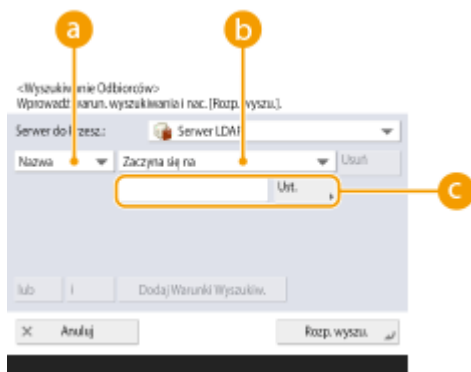 a b
<Wyszukiwanie Odbiorców>
Wprowadź warun. wyszukiwania i nac. [Rozp. wyszu.].
Serwer do Przesz.: Serwer LDAP
Nazwa Zaczyna się na Usuń
Ust. c
lub i Dodaj Warunki Wyszukiw.
× Anuluj Rozp. wyszu.